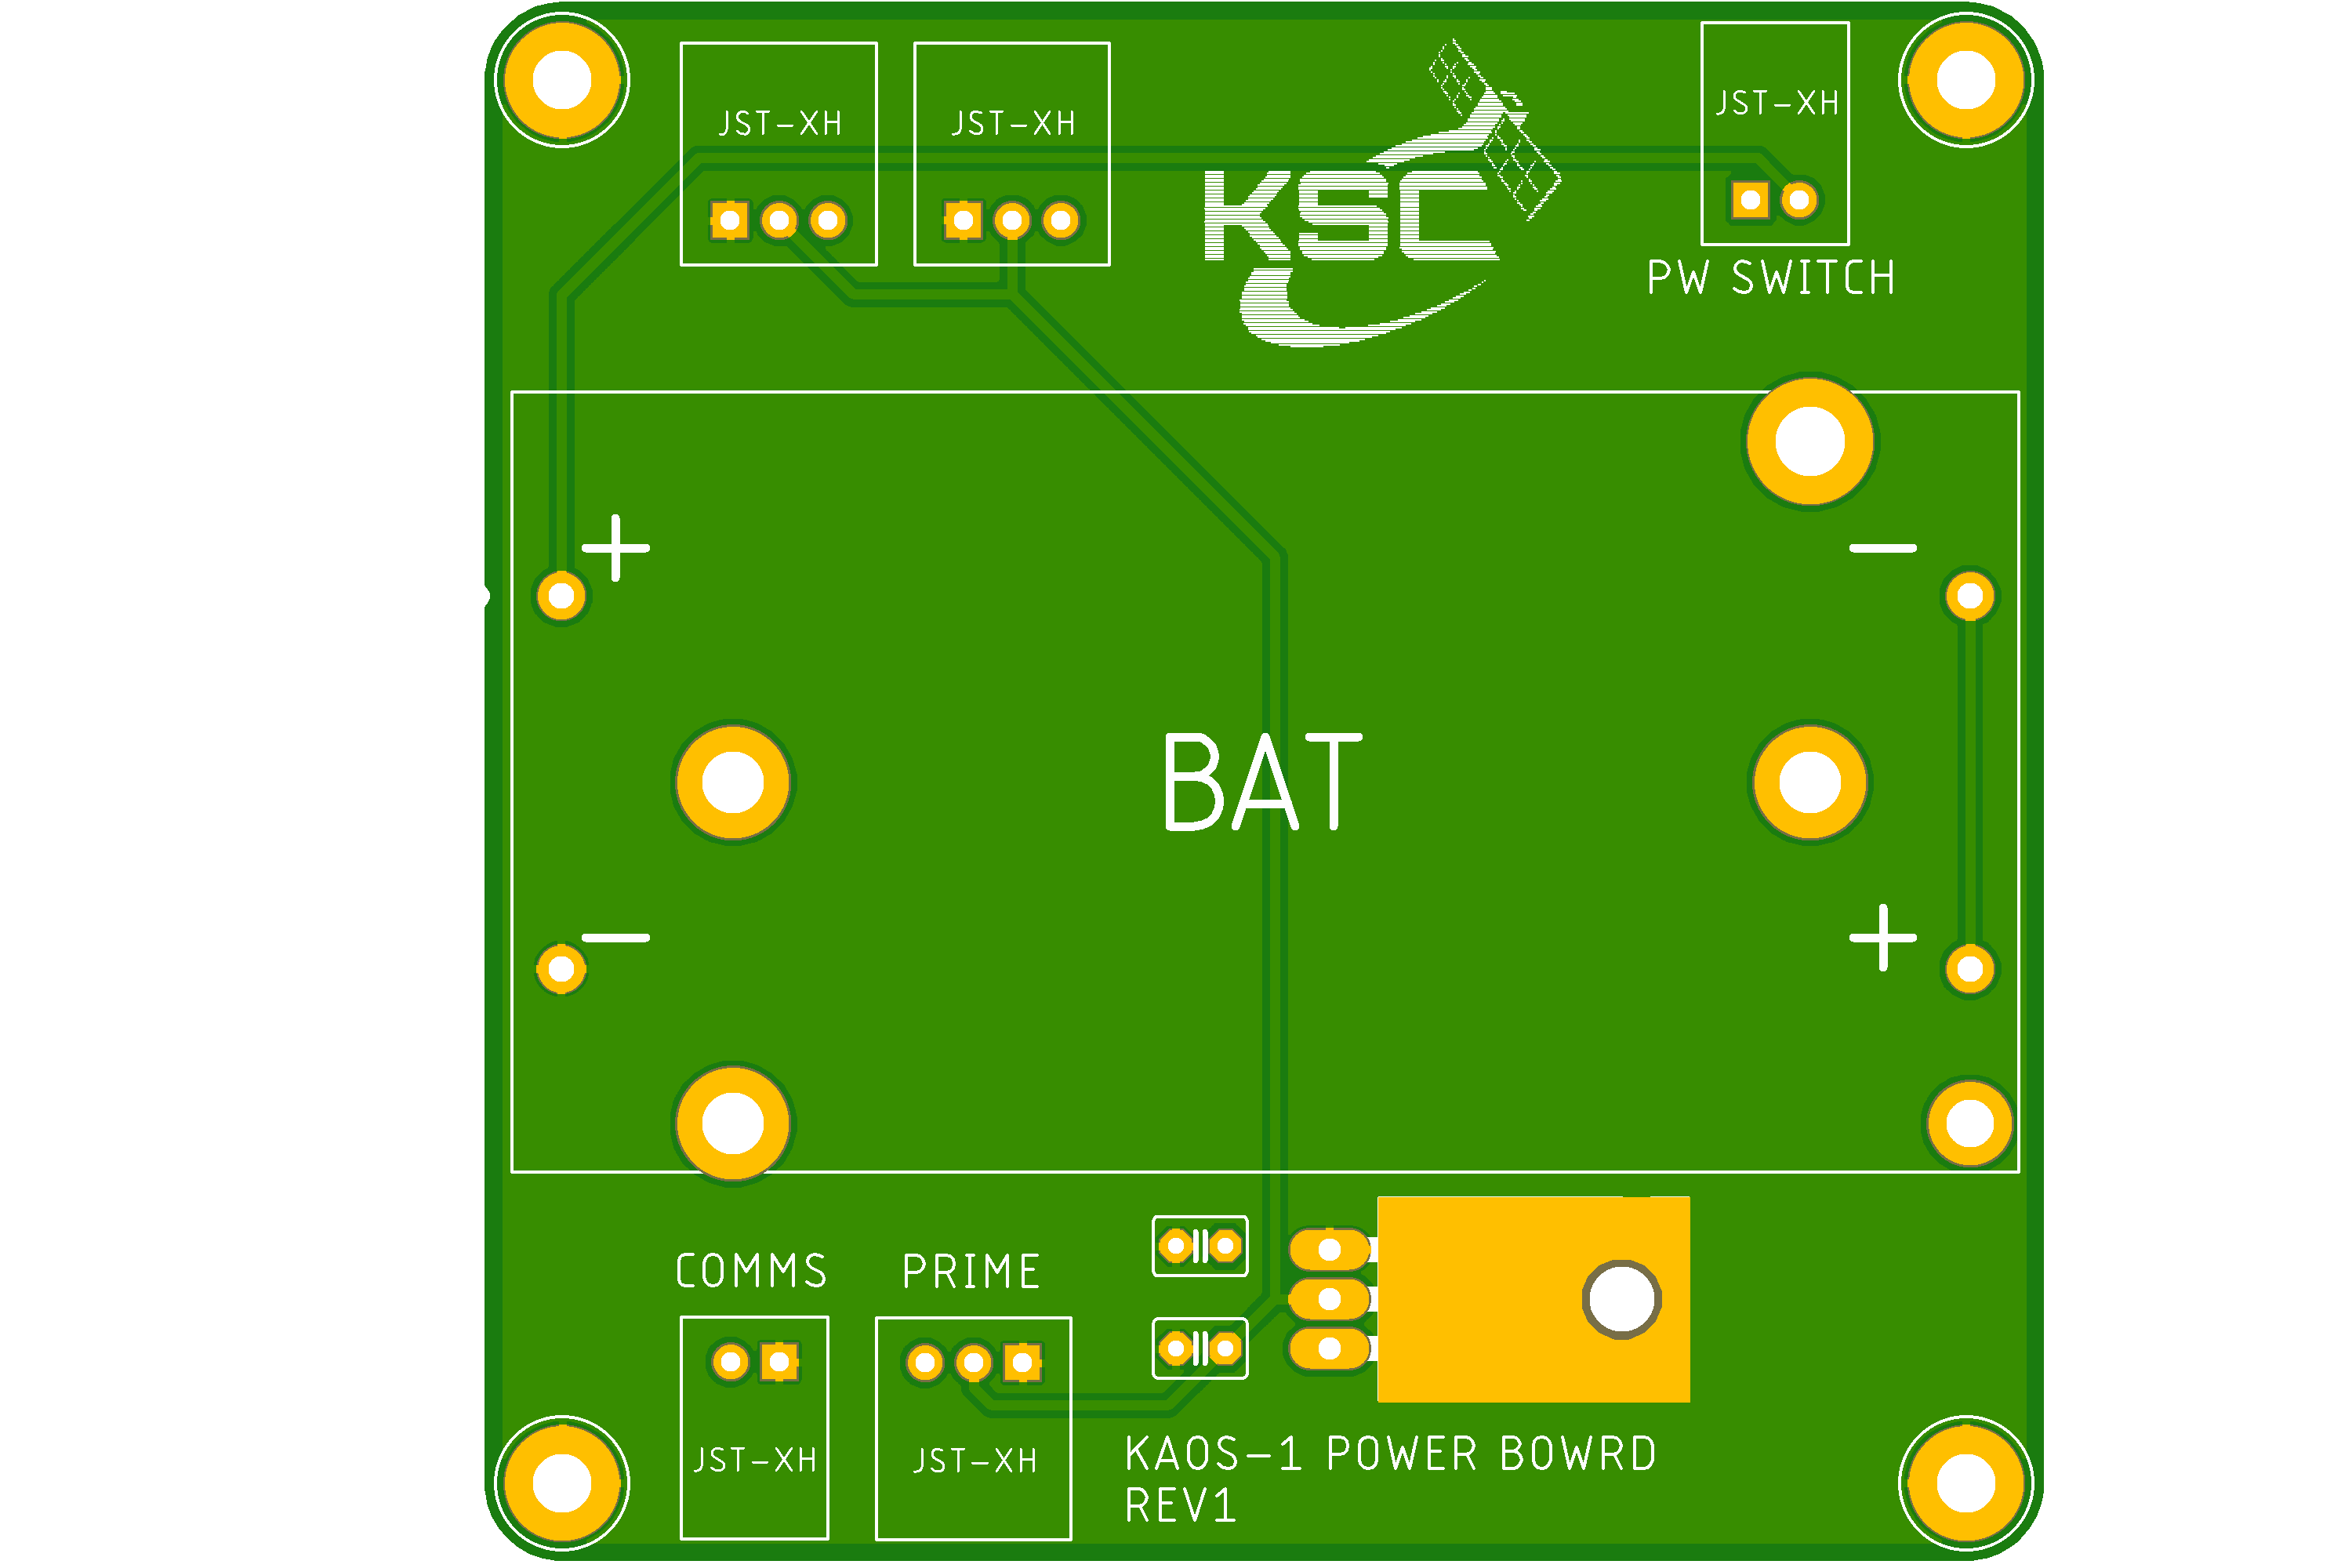 JST-XH
JST-XH
JST-XH
KSC
PW SWITCH
+
-
BAT
-
+
COMMS
PRIME
JST-XH
JST-XH
KAOS-1 POWER BOWRD
REV1